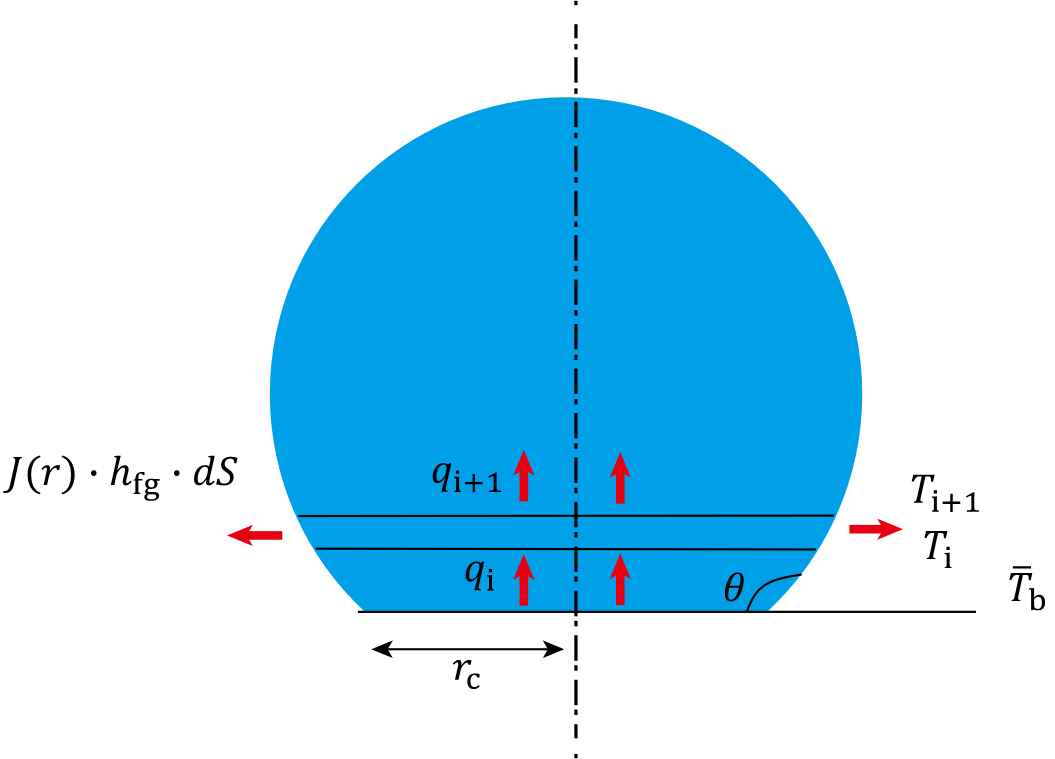 J(r) · h_fg · dS
q_i+1
T_i+1
T_i
q_i
θ
T̄_b
r_c